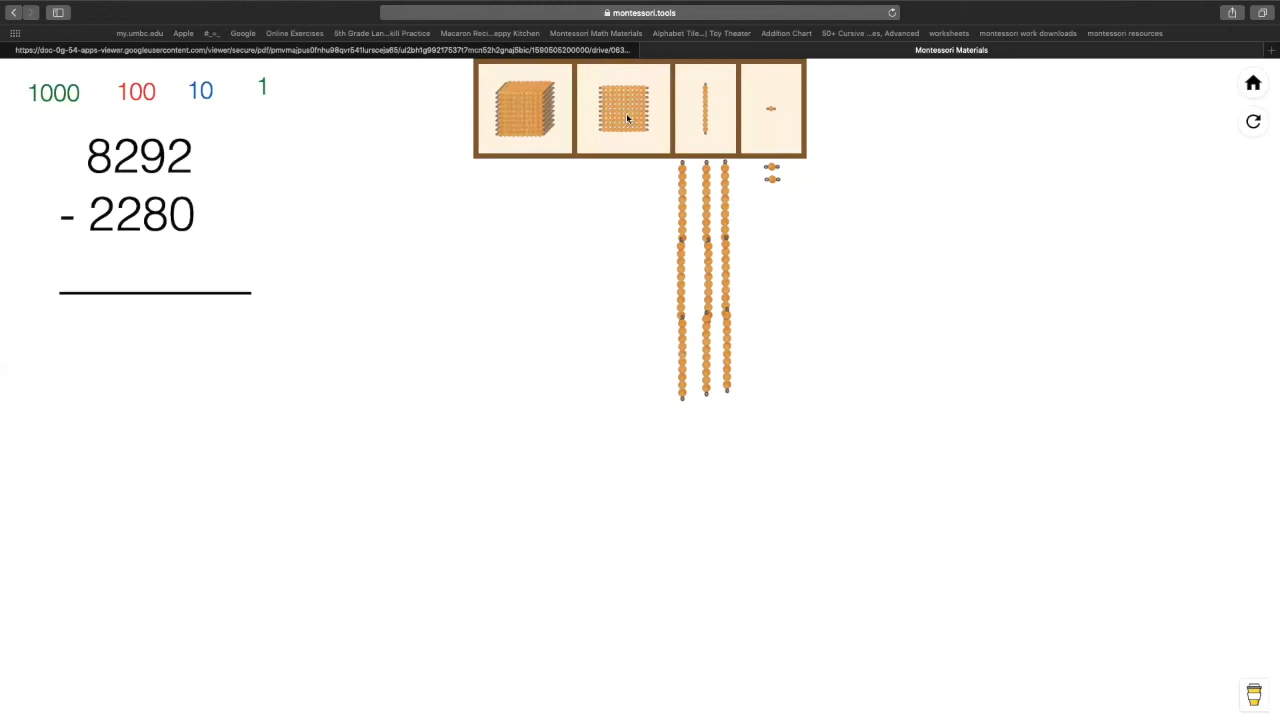 montessori.tools
my.umbc.edu Apple #_=_ Google Online Exercises 5th Grade Lan...kill Practice Macaron Reci...eppy Kitchen Montessori Math Materials Alphabet Tile...| Toy Theater Addition Chart 50+ Cursive ...es, Advanced worksheets montessori work downloads montessori resources
Montessori Materials
1000 100 10 1
8292
- 2280